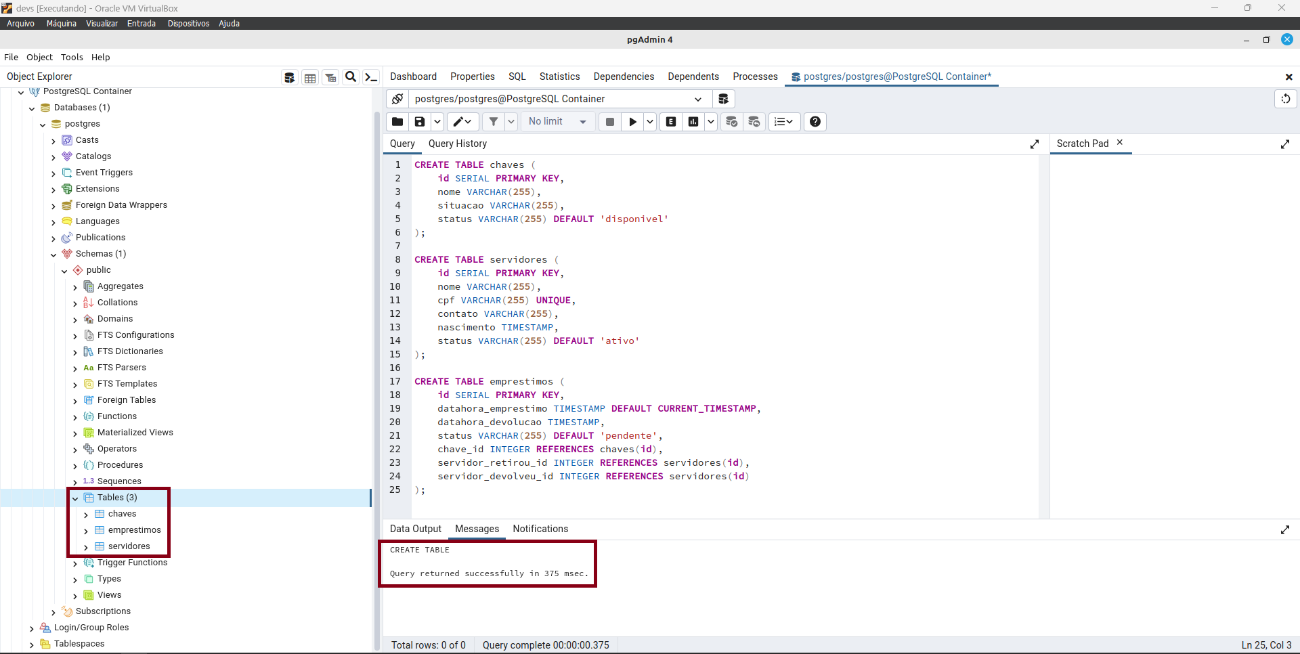 devs [Executando] - Oracle VM VirtualBox
Arquivo Máquina Visualizar Entrada Dispositivos Ajuda
pgAdmin 4
File Object Tools Help
Object Explorer
PostgreSQL Container
Databases (1)
postgres
Casts
Catalogs
Event Triggers
Extensions
Foreign Data Wrappers
Languages
Publications
Schemas (1)
public
Aggregates
Collations
Domains
FTS Configurations
FTS Dictionaries
Aa FTS Parsers
FTS Templates
Foreign Tables
Functions
Materialized Views
Operators
Procedures
1..3 Sequences
Tables (3)
chaves
emprestimos
servidores
Trigger Functions
Types
Views
Subscriptions
Login/Group Roles
Tablespaces
Dashboard Properties SQL Statistics Dependencies Dependents Processes postgres/postgres@PostgreSQL Container*
postgres/postgres@PostgreSQL Container
No limit
Query Query History
Scratch Pad
1 CREATE TABLE chaves (
2 id SERIAL PRIMARY KEY,
3 nome VARCHAR(255),
4 situacao VARCHAR(255),
5 status VARCHAR(255) DEFAULT 'disponivel'
6 );
7
8 CREATE TABLE servidores (
9 id SERIAL PRIMARY KEY,
10 nome VARCHAR(255),
11 cpf VARCHAR(255) UNIQUE,
12 contato VARCHAR(255),
13 nascimento TIMESTAMP,
14 status VARCHAR(255) DEFAULT 'ativo'
15 );
16
17 CREATE TABLE emprestimos (
18 id SERIAL PRIMARY KEY,
19 datahora_emprestimo TIMESTAMP DEFAULT CURRENT_TIMESTAMP,
20 datahora_devolucao TIMESTAMP,
21 status VARCHAR(255) DEFAULT 'pendente',
22 chave_id INTEGER REFERENCES chaves(id),
23 servidor_retirou_id INTEGER REFERENCES servidores(id),
24 servidor_devolveu_id INTEGER REFERENCES servidores(id)
25 );
Data Output Messages Notifications
CREATE TABLE
Query returned successfully in 375 msec.
Total rows: 0 of 0 Query complete 00:00:00.375 Ln 25, Col 3